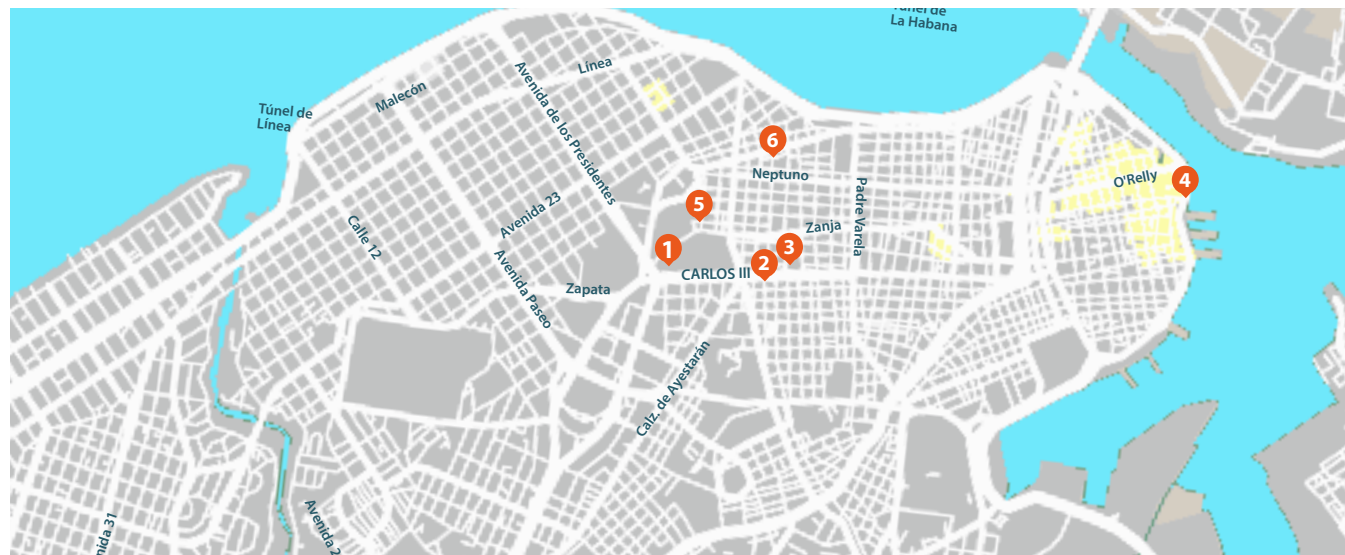 Túnel de
La Habana
Línea
Malecón
Túnel de
Línea
Avenida de los Presidentes
6
Neptuno
O'Relly
4
Padre Varela
Avenida 23
5
Zanja
Calle 12
1
3
2
CARLOS III
Zapata
Avenida Paseo
Calz. de Ayestarán
Avenida 2
nida 31